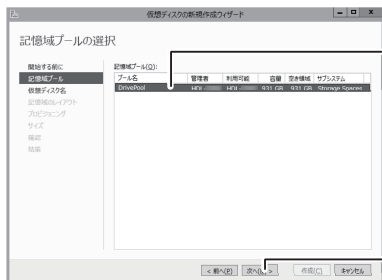 仮想ディスクの新規作成ウィザード
記憶域プールの選択
開始する前に
記憶域プール
仮想ディスク名
記憶域のレイアウト
プロビジョニング
サイズ
確認
結果
記憶域プール(O):
プール名 管理者 利用可能 容量 空き領域 サブシステム
DrivePool HDL- HDL- 931 GB 931 GB Storage Spaces
< 前へ(P) 次へ(N) > 作成(C) キャンセル